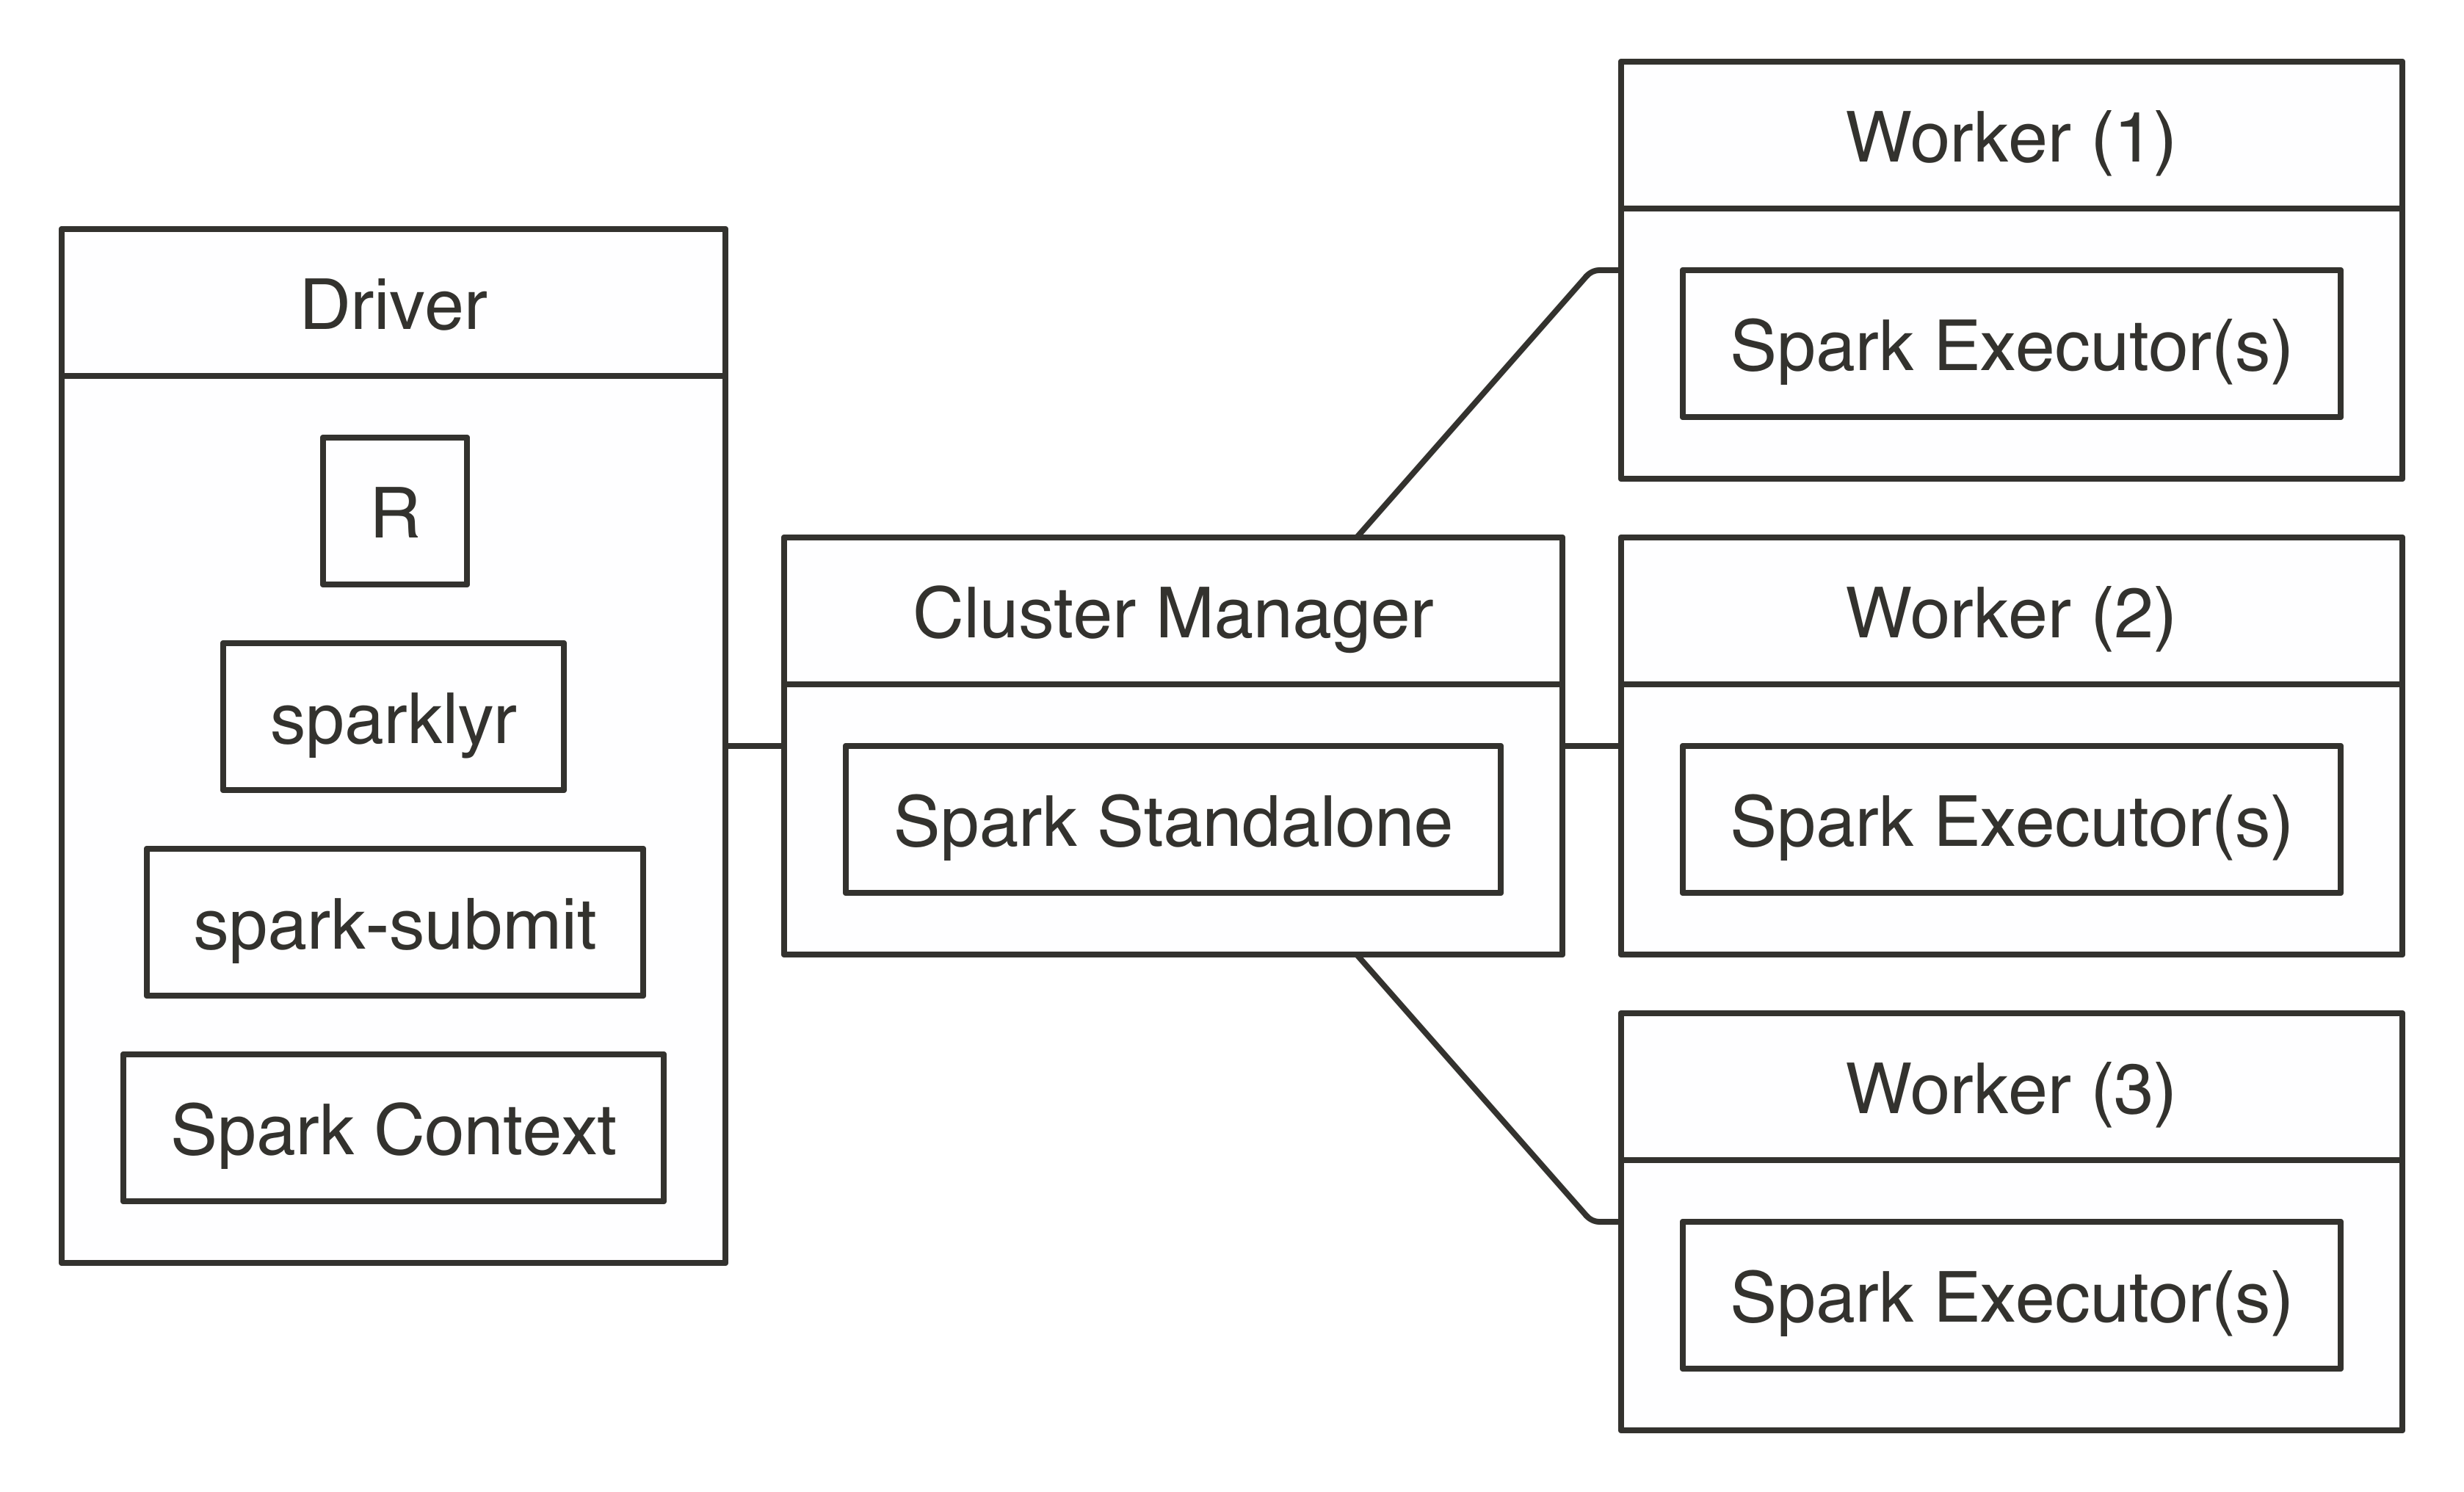 Driver
R
sparklyr
spark-submit
Spark Context
Cluster Manager
Spark Standalone
Worker (1)
Spark Executor(s)
Worker (2)
Spark Executor(s)
Worker (3)
Spark Executor(s)